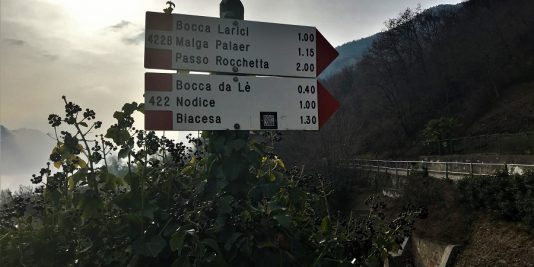 Bocca Larici 1.00
422B Malga Palaer 1.15
Passo Rocchetta 2.00
Bocca da Lè 0.40
422 Nodice 1.00
Biacesa 1.30